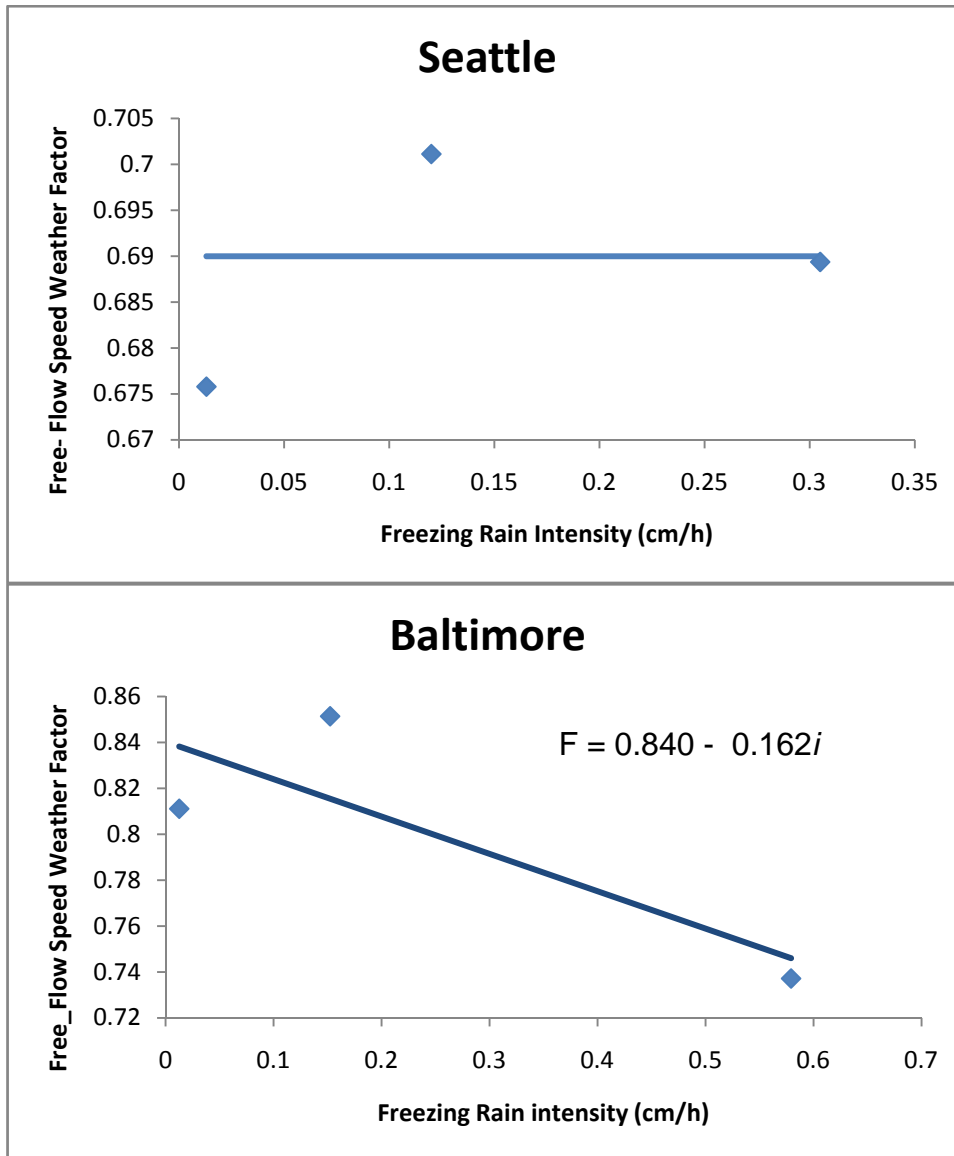 Seattle
Free- Flow Speed Weather Factor
0.705
0.7
0.695
0.69
0.685
0.68
0.675
0.67
0 0.05 0.1 0.15 0.2 0.25 0.3 0.35
Freezing Rain Intensity (cm/h)
Baltimore
Free_Flow Speed Weather Factor
0.86
0.84
0.82
0.8
0.78
0.76
0.74
0.72
F = 0.840 - 0.162i
0 0.1 0.2 0.3 0.4 0.5 0.6 0.7
Freezing Rain intensity (cm/h)